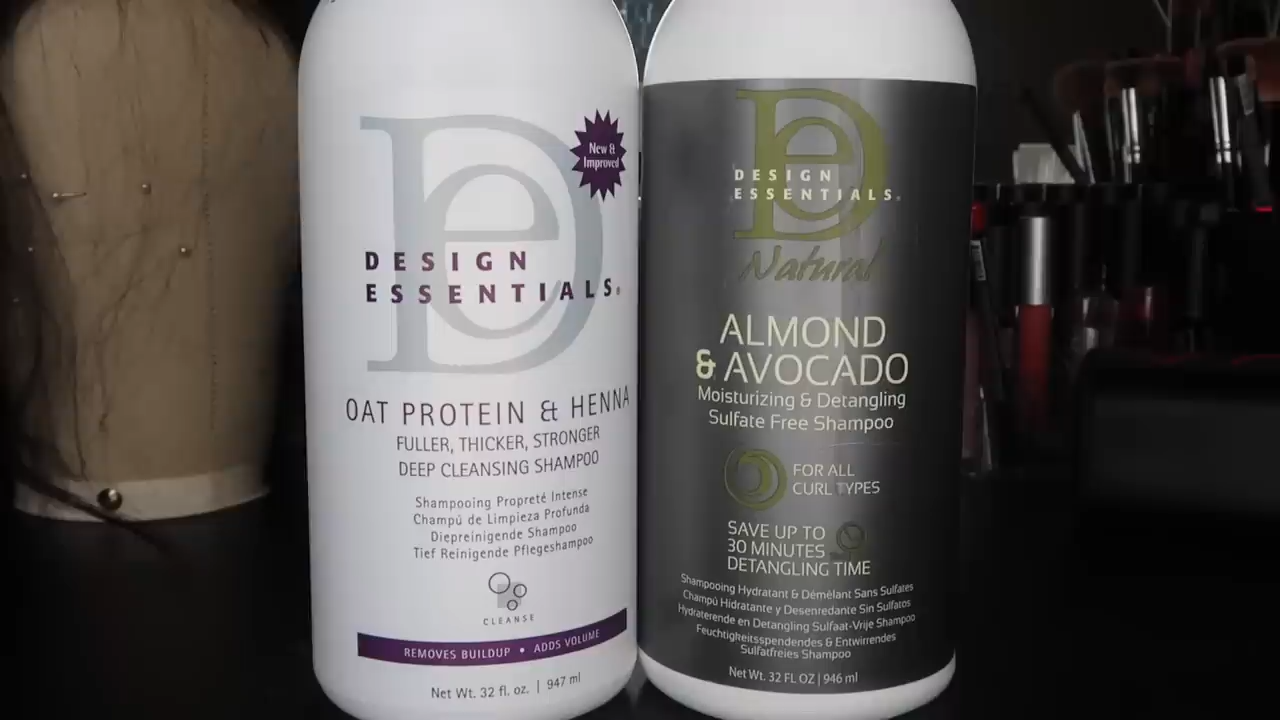 New &
Improved
De
DESIGN
ESSENTIALS®
OAT PROTEIN & HENNA
FULLER, THICKER, STRONGER
DEEP CLEANSING SHAMPOO
Shampooing Propreté Intense
Champú de Limpieza Profunda
Diepreinigende Shampoo
Tief Reinigende Pflegeshampoo
CLEANSE
REMOVES BUILDUP • ADDS VOLUME
Net Wt. 32 fl. oz. | 947 ml
De
DESIGN
ESSENTIALS®
Natural
ALMOND
& AVOCADO
Moisturizing & Detangling
Sulfate Free Shampoo
FOR ALL
CURL TYPES
SAVE UP TO
30 MINUTES
DETANGLING TIME
Shampooing Hydratant & Démêlant Sans Sulfates
Champú Hidratante y Desenredante Sin Sulfatos
Hydraterende en Detangling Sulfaat-Vrije Shampoo
Feuchtigkeitsspendendes & Entwirrendes
Sulfatfreies Shampoo
Net Wt. 32 FL OZ | 946 ml